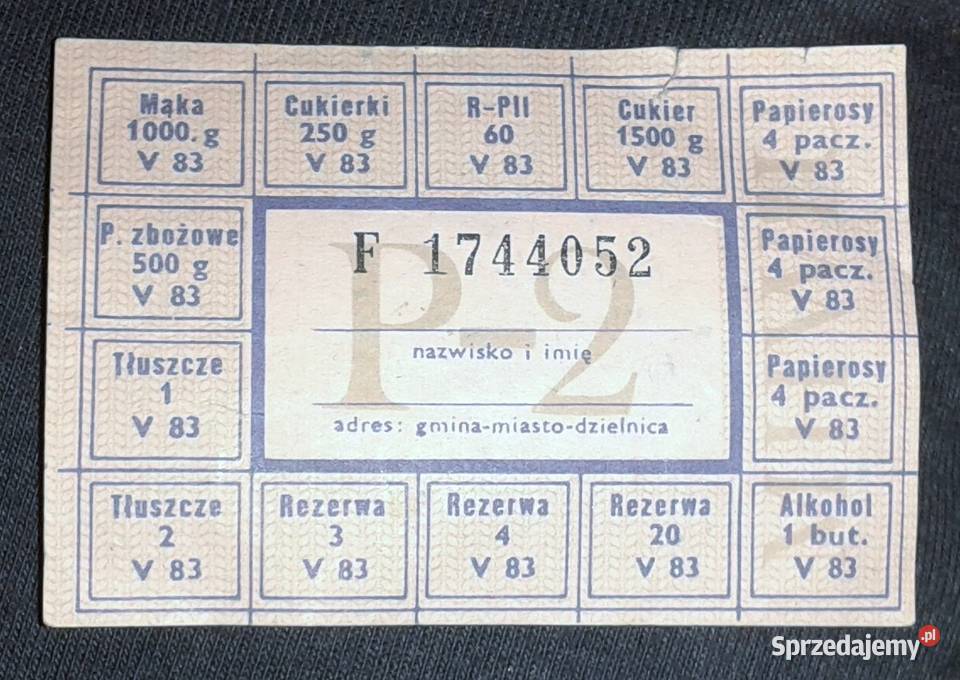 Mąka
1000.g
V 83
Cukierki
250 g
V 83
R-PII
60
V 83
Cukier
1500 g
V 83
Papierosy
4 pacz.
V 83
P. zbożowe
500 g
V 83
F 1744052
P-2
nazwisko i imię
adres: gmina-miasto-dzielnica
Papierosy
4 pacz.
V 83
Tłuszcze
1
V 83
Papierosy
4 pacz.
V 83
Tłuszcze
2
V 83
Rezerwa
3
V 83
Rezerwa
4
V 83
Rezerwa
20
V 83
Alkohol
1 but.
V 83
Sprzedajemy.pl